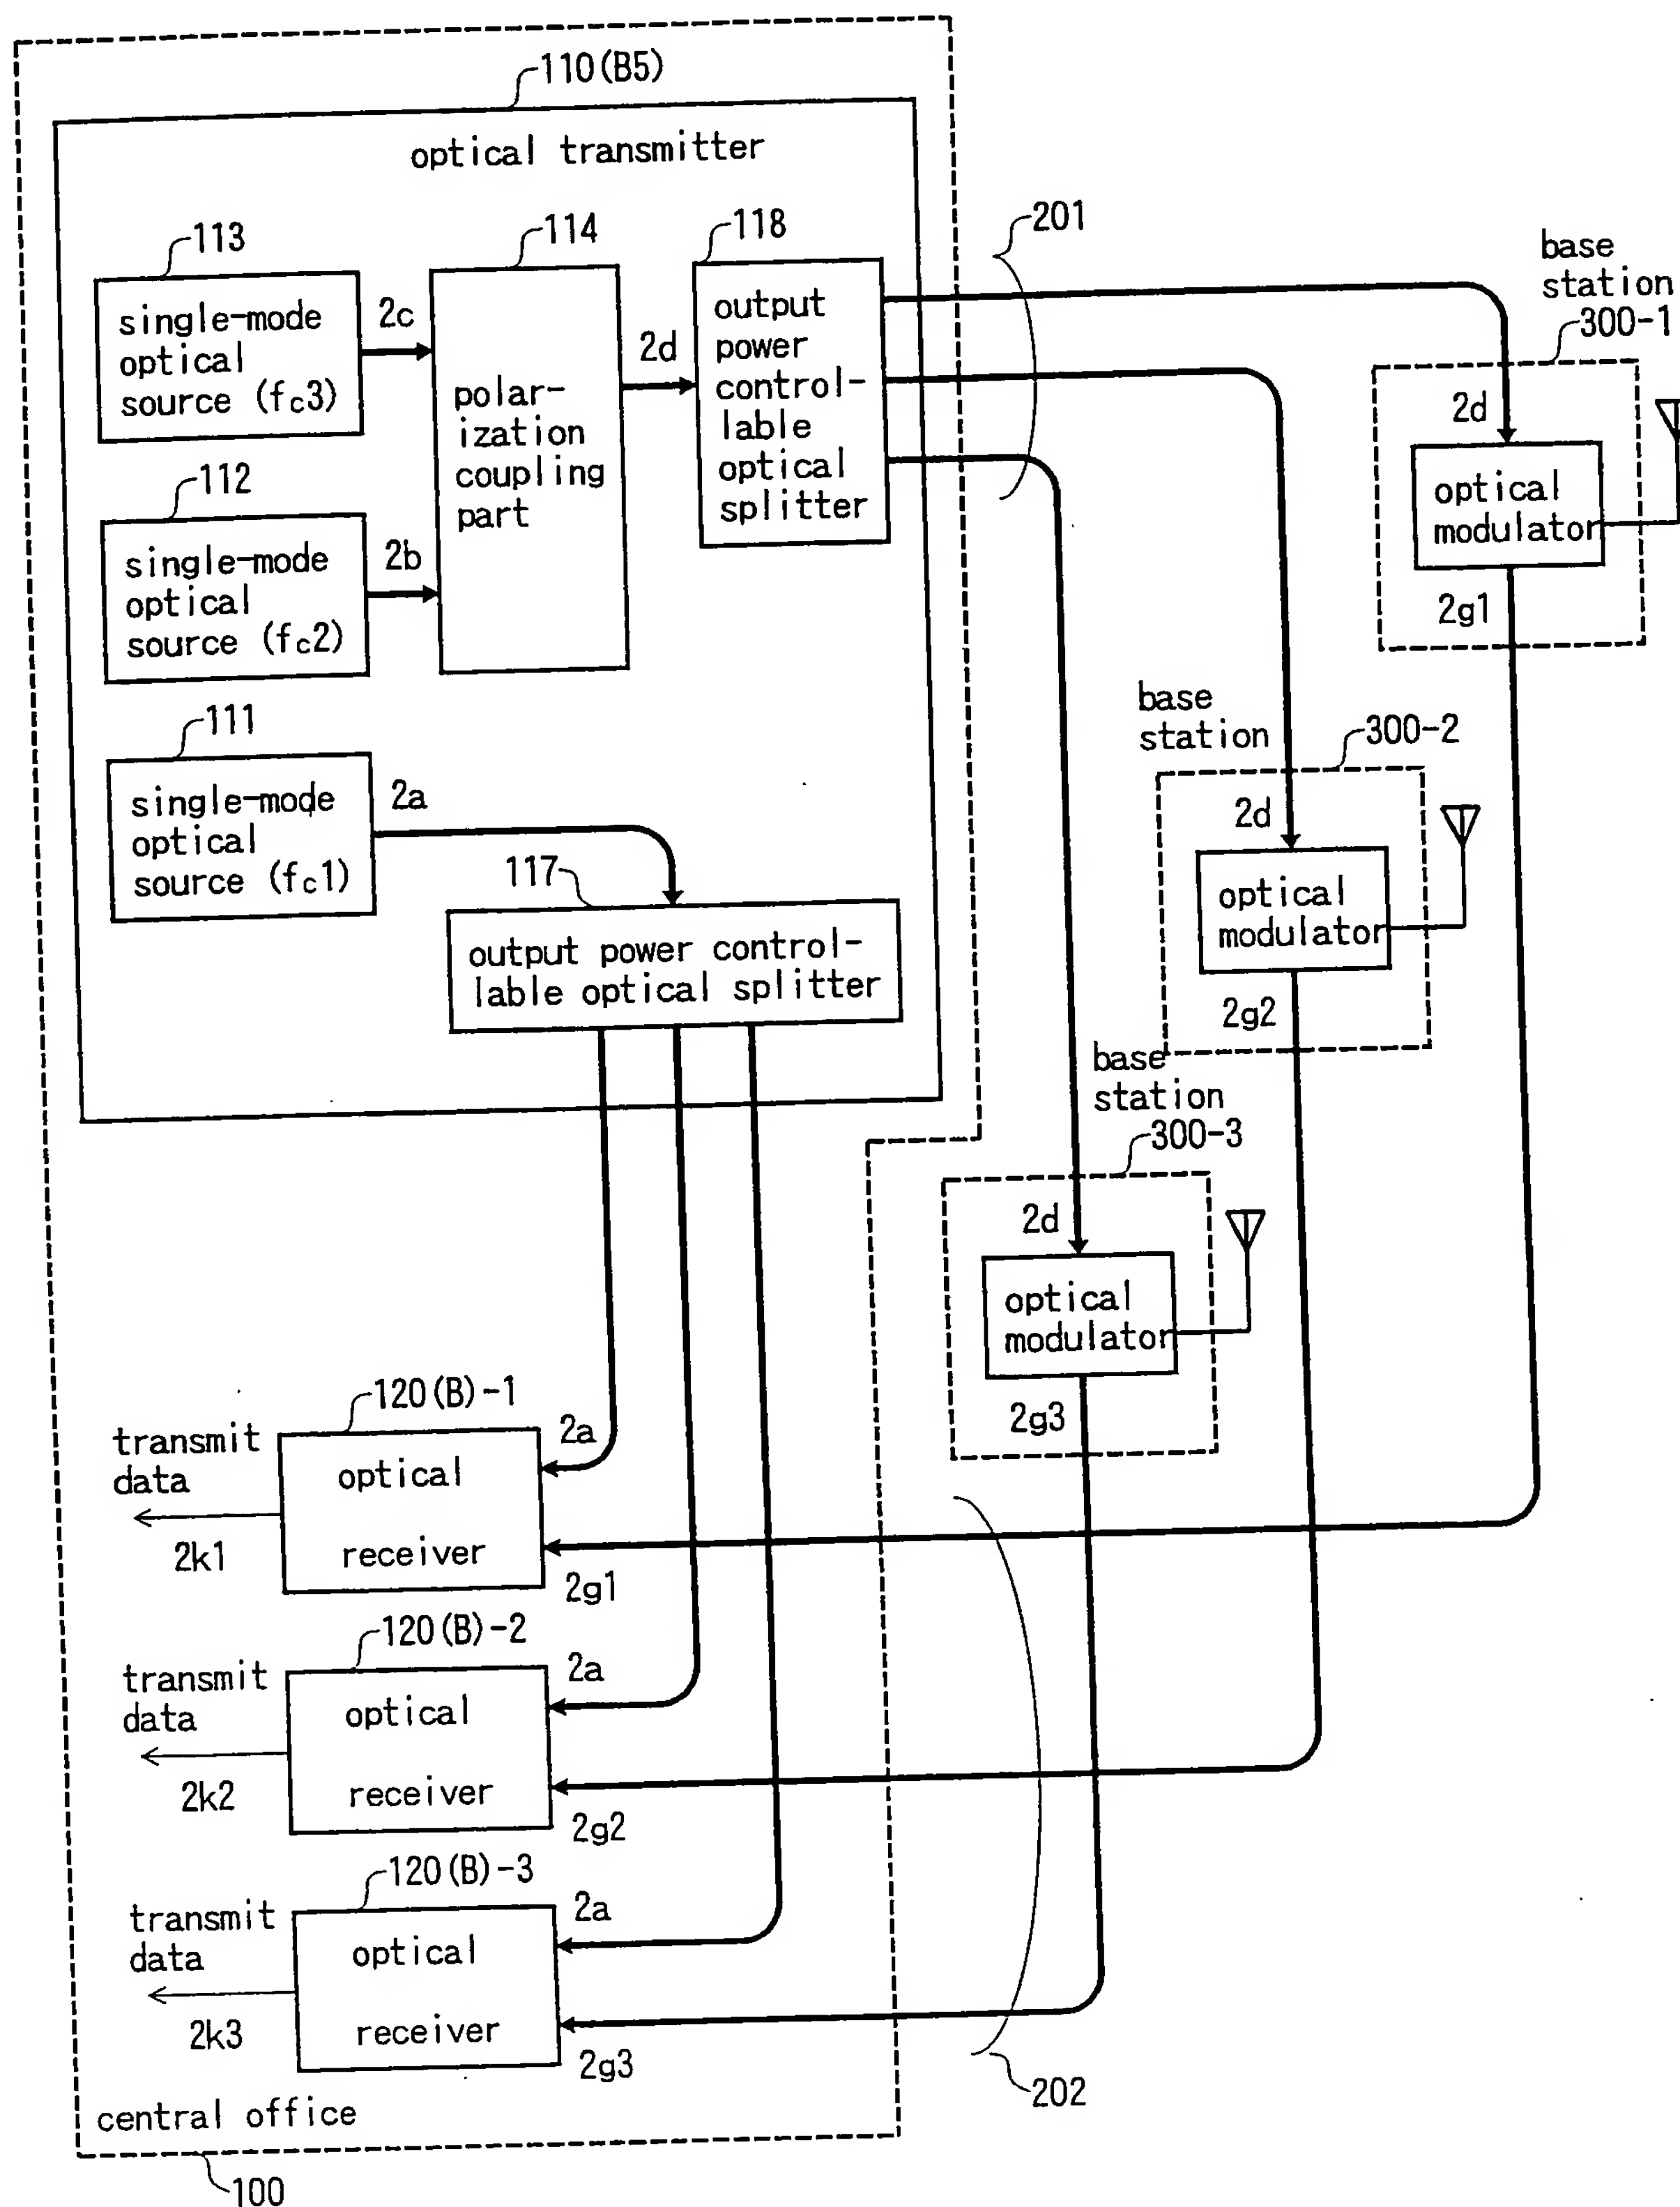 110(B5)
optical transmitter
113
single-mode
optical
source (fc3)
2c
114
polar-
ization
coupling
part
2d
118
output
power
control-
lable
optical
splitter
201
base
station
300-1
2d
optical
modulator
2g1
112
single-mode
optical
source (fc2)
2b
111
single-mode
optical
source (fc1)
2a
117
output power control-
lable optical splitter
base
station
300-2
2d
optical
modulator
2g2
base
station
300-3
2d
optical
modulator
2g3
120(B)-1
transmit
data
2k1
optical
receiver
2a
2g1
120(B)-2
transmit
data
2k2
optical
receiver
2a
2g2
120(B)-3
transmit
data
2k3
optical
receiver
2a
2g3
202
central office
100